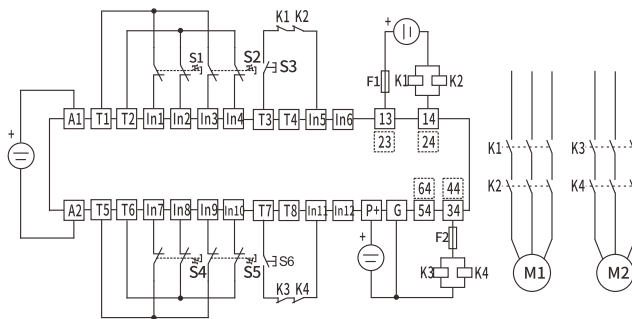 K1 K2
S1 S2 S3
F1 K1 K2
+
+
A1 T1 T2 In1 In2 In3 In4 T3 T4 In5 In6 13 14
23 24
K1 K3
K2 K4
64 44
A2 T5 T6 In7 In8 In9 In10 T7 T8 In11 In12 P+ G 54 34
+
F2
S4 S5 S6
K3 K4
K3 K4
M1 M2